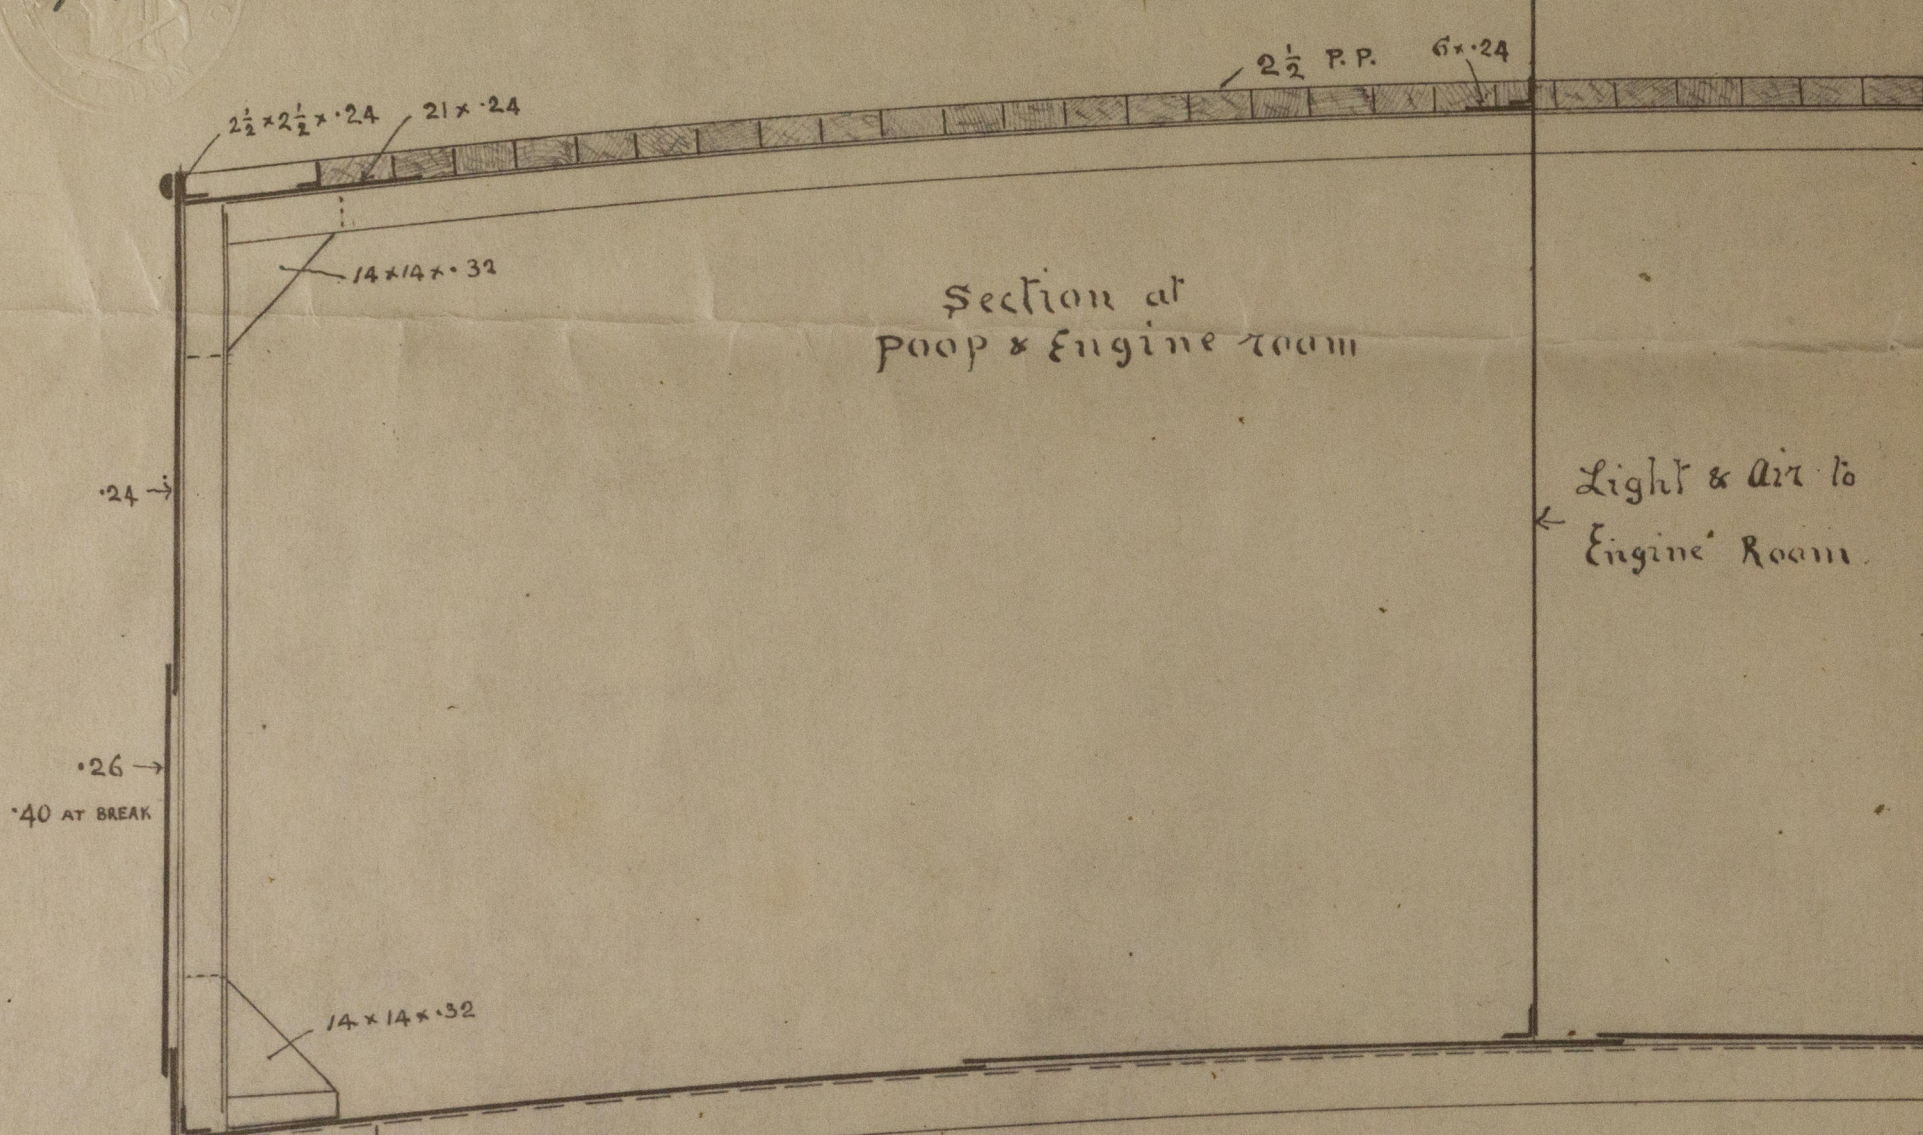 2½ P.P.
6 × ·24
2½ × 2½ × ·24
21 × ·24
14 × 14 × ·32
Section at
Poop & Engine room
·24
Light & Air to
Engine Room
·26
·40 AT BREAK
14 × 14 × ·32